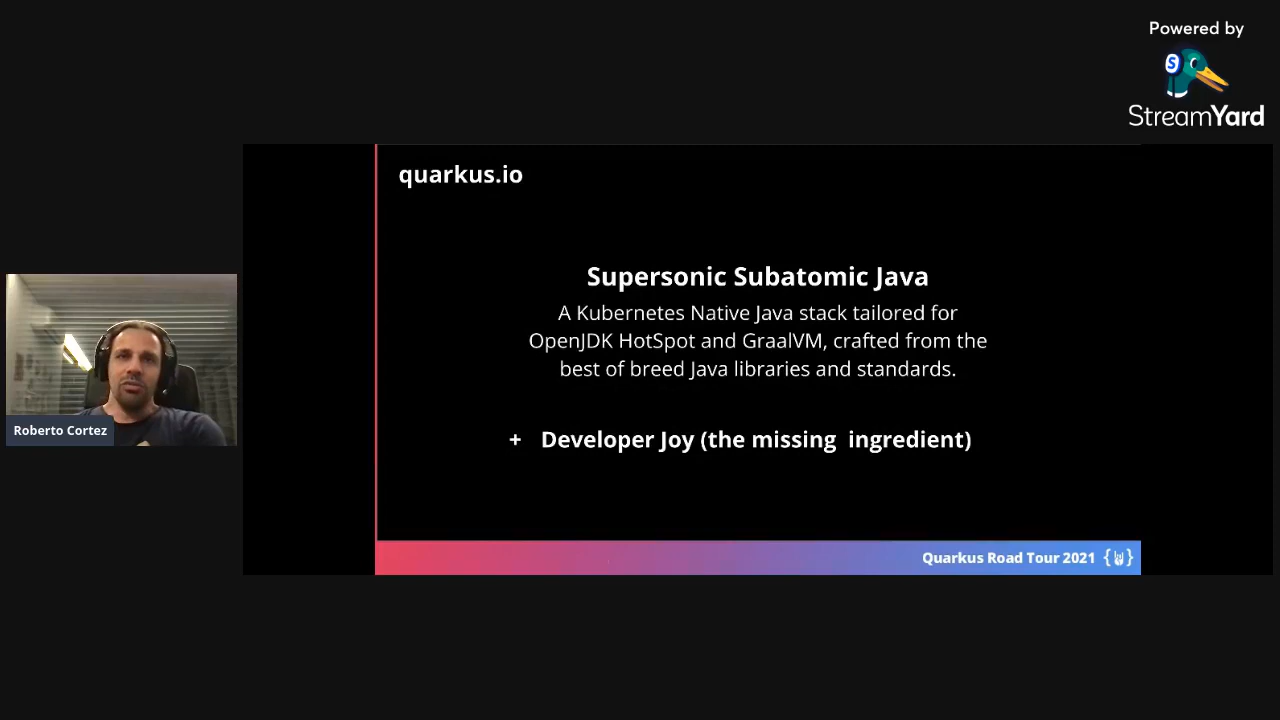 Powered by
StreamYard
quarkus.io
Supersonic Subatomic Java
A Kubernetes Native Java stack tailored for
OpenJDK HotSpot and GraalVM, crafted from the
best of breed Java libraries and standards.
+ Developer Joy (the missing ingredient)
Roberto Cortez
Quarkus Road Tour 2021